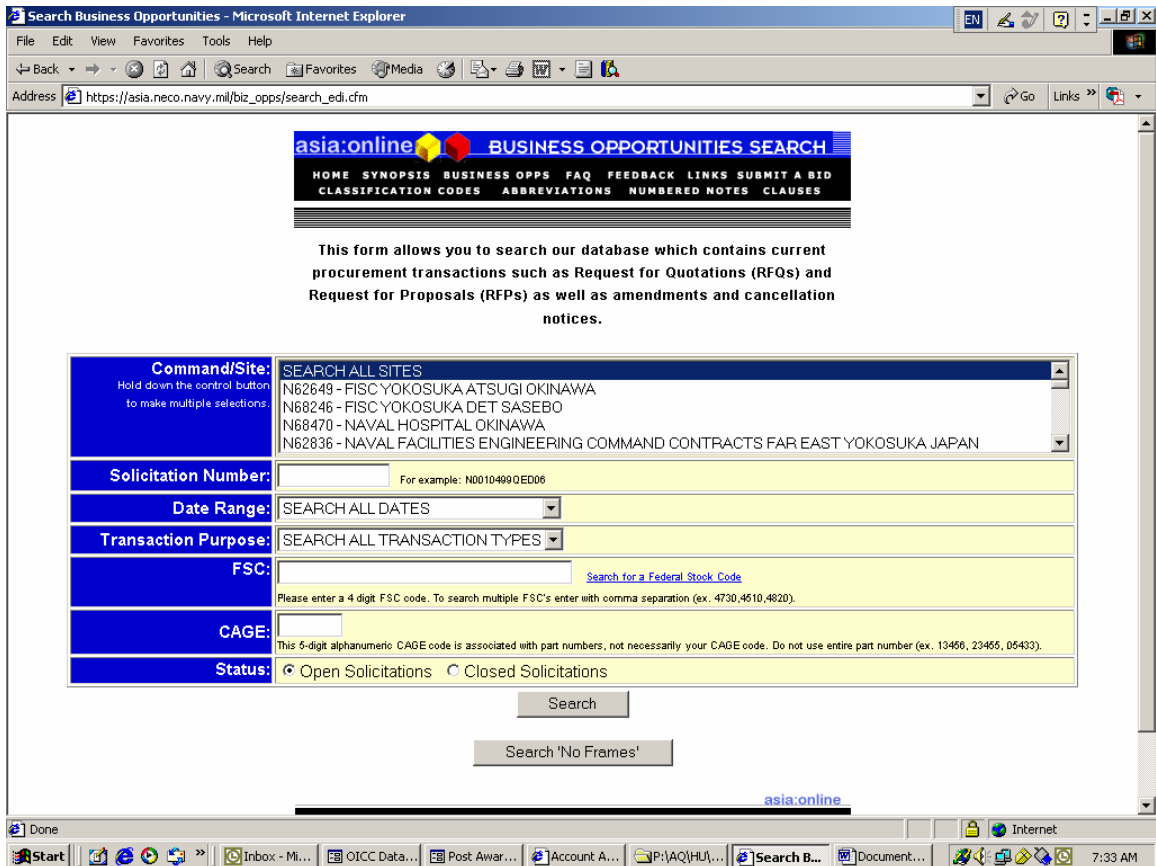 Search Business Opportunities - Microsoft Internet Explorer
EN
File Edit View Favorites Tools Help
Back Search Favorites Media
Address https://asia.neco.navy.mil/biz_opps/search_edi.cfm Go Links »
asia:online BUSINESS OPPORTUNITIES SEARCH
HOME SYNOPSIS BUSINESS OPPS FAQ FEEDBACK LINKS SUBMIT A BID
CLASSIFICATION CODES ABBREVIATIONS NUMBERED NOTES CLAUSES
This form allows you to search our database which contains current
procurement transactions such as Request for Quotations (RFQs) and
Request for Proposals (RFPs) as well as amendments and cancellation
notices.
Command/Site:
Hold down the control button
to make multiple selections.
SEARCH ALL SITES
N62649 - FISC YOKOSUKA ATSUGI OKINAWA
N68246 - FISC YOKOSUKA DET SASEBO
N68470 - NAVAL HOSPITAL OKINAWA
N62836 - NAVAL FACILITIES ENGINEERING COMMAND CONTRACTS FAR EAST YOKOSUKA JAPAN
Solicitation Number: For example: N0010499QED06
Date Range: SEARCH ALL DATES
Transaction Purpose: SEARCH ALL TRANSACTION TYPES
FSC: Search for a Federal Stock Code
Please enter a 4 digit FSC code. To search multiple FSC's enter with comma separation (ex. 4730,4510,4820).
CAGE:
This 5-digit alphanumeric CAGE code is associated with part numbers, not necessarily your CAGE code. Do not use entire part number (ex. 13456, 23455, 05433).
Status: Open Solicitations Closed Solicitations
Search
Search 'No Frames'
asia:online
Done Internet
Start » Inbox - Mi... OICC Data... Post Awar... Account A... P:\AQ\HU\... Search B... Document... 7:33 AM